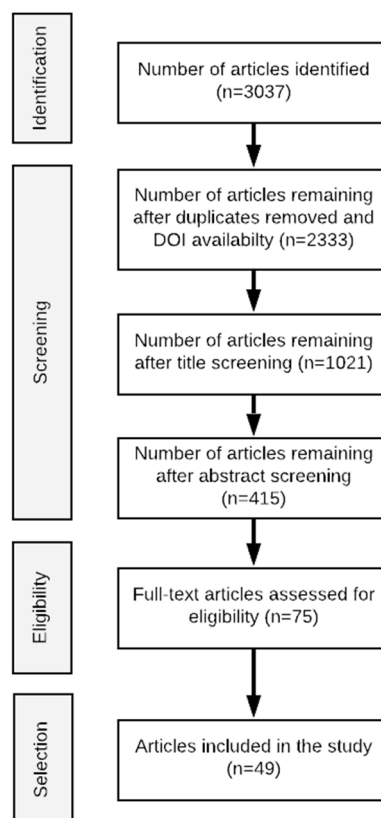 Identification
Number of articles identified
(n=3037)
Screening
Number of articles remaining
after duplicates removed and
DOI availabilty (n=2333)
Number of articles remaining
after title screening (n=1021)
Number of articles remaining
after abstract screening
(n=415)
Eligibility
Full-text articles assessed for
eligibility (n=75)
Selection
Articles included in the study
(n=49)